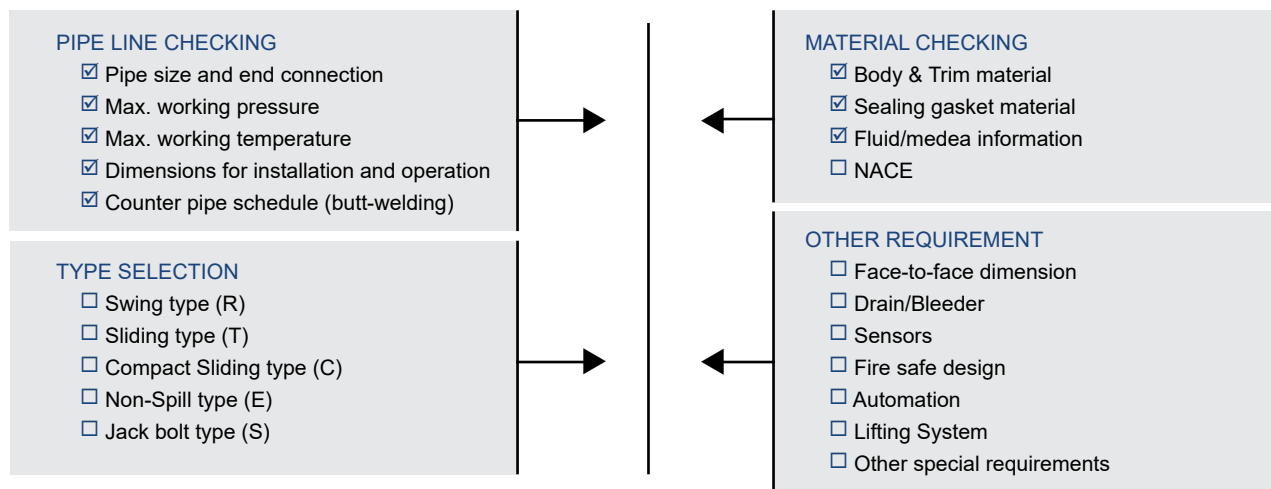 PIPE LINE CHECKING
☑ Pipe size and end connection
☑ Max. working pressure
☑ Max. working temperature
☑ Dimensions for installation and operation
☑ Counter pipe schedule (butt-welding)
TYPE SELECTION
☐ Swing type (R)
☐ Sliding type (T)
☐ Compact Sliding type (C)
☐ Non-Spill type (E)
☐ Jack bolt type (S)
MATERIAL CHECKING
☑ Body & Trim material
☑ Sealing gasket material
☑ Fluid/medea information
☐ NACE
OTHER REQUIREMENT
☐ Face-to-face dimension
☐ Drain/Bleeder
☐ Sensors
☐ Fire safe design
☐ Automation
☐ Lifting System
☐ Other special requirements